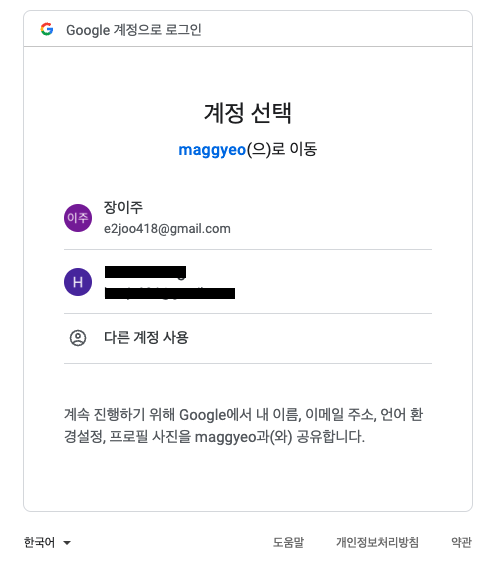 Google 계정으로 로그인
계정 선택
maggyeo(으)로 이동
이주
장이주
e2joo418@gmail.com
H
다른 계정 사용
계속 진행하기 위해 Google에서 내 이름, 이메일 주소, 언어 환
경설정, 프로필 사진을 maggyeo과(와) 공유합니다.
한국어
도움말
개인정보처리방침
약관